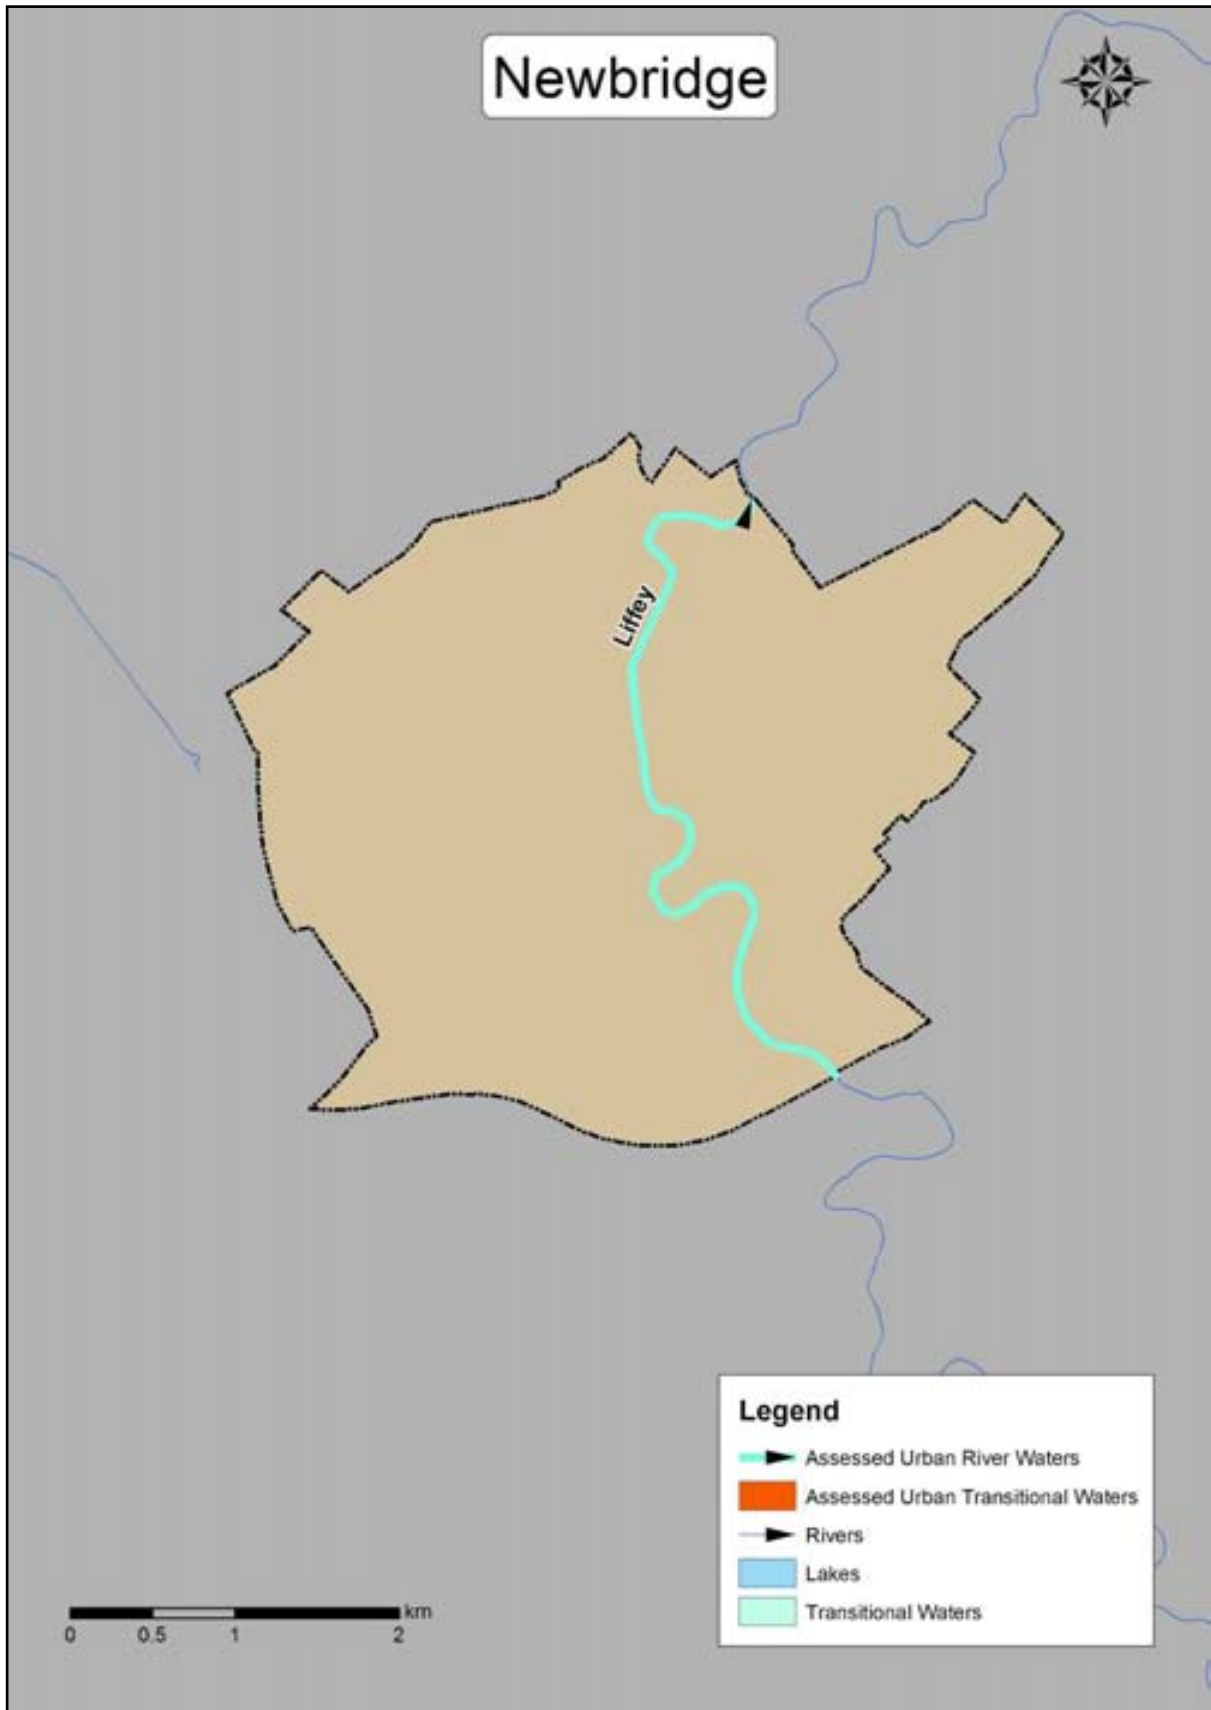 Newbridge
Liffey
Legend
Assessed Urban River Waters
Assessed Urban Transitional Waters
Rivers
Lakes
Transitional Waters
km
0 0.5 1 2